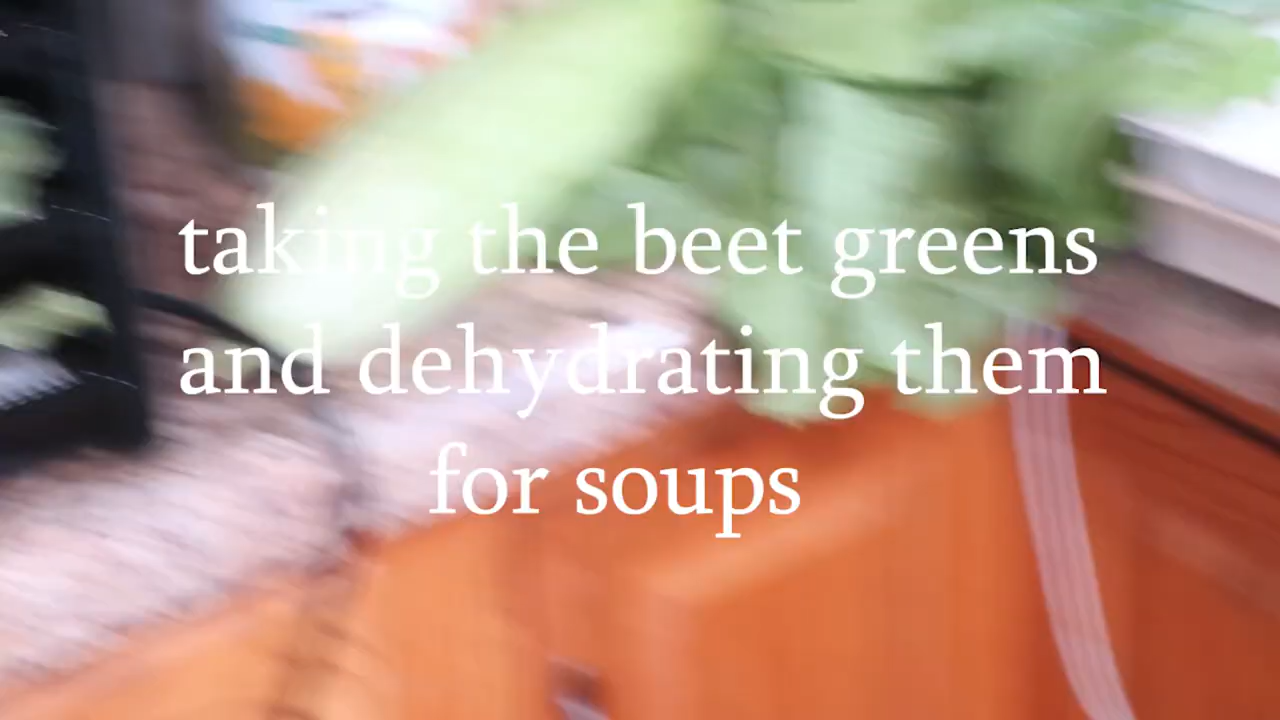 taking the beet greens
and dehydrating them
for soups